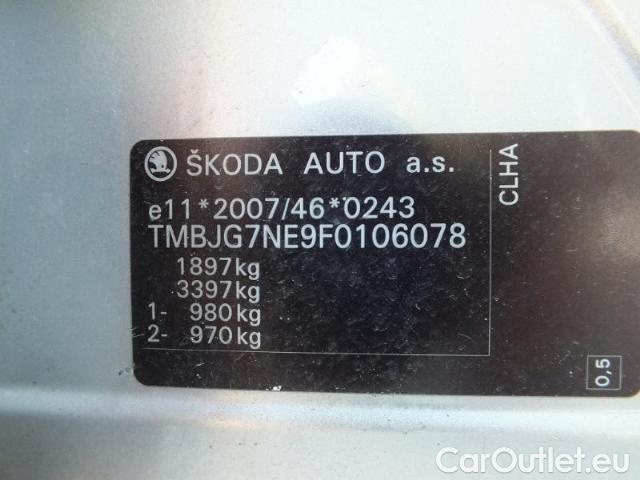 ŠKODA AUTO a.s.
e11*2007/46*0243
TMBJG7NE9F0106078
1897kg
3397kg
1- 980kg
2- 970kg
CLHA
0,5
CarOutlet.eu